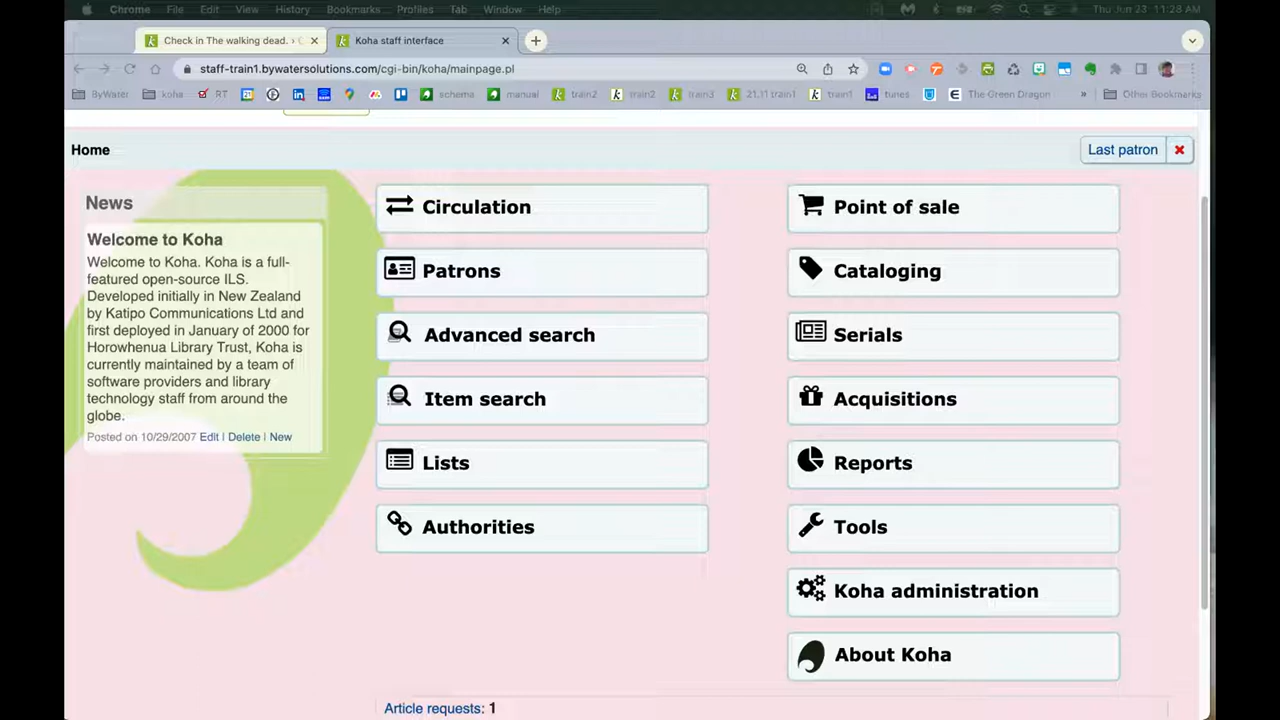 Chrome File Edit View History Bookmarks Profiles Tab Window Help Thu Jun 23 11:28 AM
Check in The walking dead. ›
Koha staff interface
staff-train1.bywatersolutions.com/cgi-bin/koha/mainpage.pl
ByWater koha RT schema manual train2 train2 train3 21.11 train1 train1 tunes The Green Dragon » Other Bookmarks
Home
Last patron
News
Welcome to Koha
Welcome to Koha. Koha is a full-
featured open-source ILS.
Developed initially in New Zealand
by Katipo Communications Ltd and
first deployed in January of 2000 for
Horowhenua Library Trust, Koha is
currently maintained by a team of
software providers and library
technology staff from around the
globe.
Posted on 10/29/2007 Edit | Delete | New
Circulation
Patrons
Advanced search
Item search
Lists
Authorities
Point of sale
Cataloging
Serials
Acquisitions
Reports
Tools
Koha administration
About Koha
Article requests: 1